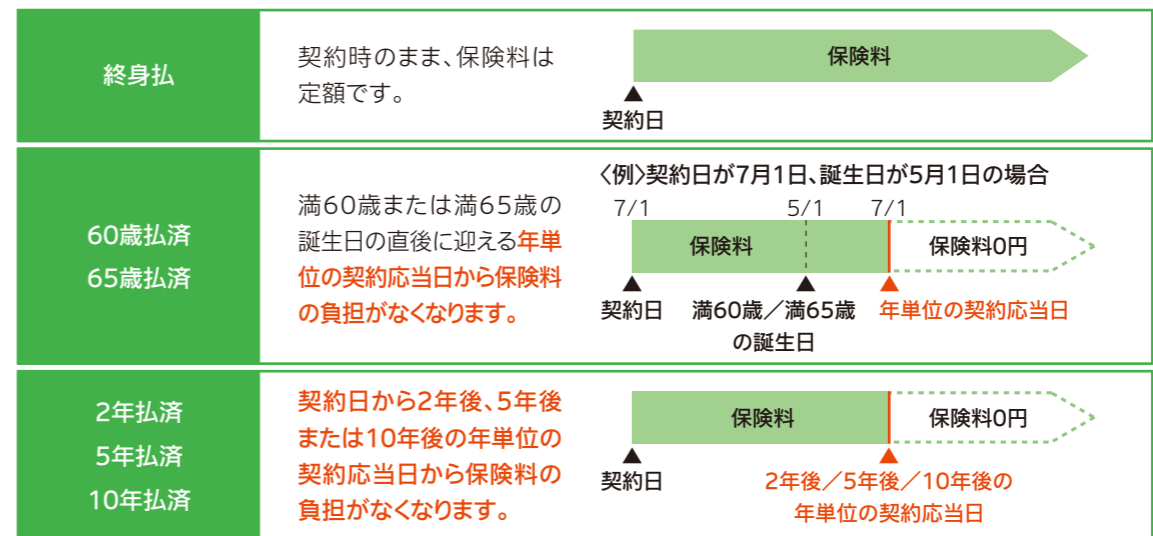 終身払
契約時のまま、保険料は
定額です。
保険料
▲
契約日
60歳払済
65歳払済
満60歳または満65歳の
誕生日の直後に迎える年単
位の契約応当日から保険料
の負担がなくなります。
〈例〉契約日が7月1日、誕生日が5月1日の場合
7/1 5/1 7/1
保険料 保険料0円
▲ ▲ ▲
契約日 満60歳／満65歳 年単位の契約応当日
の誕生日
2年払済
5年払済
10年払済
契約日から2年後、5年後
または10年後の年単位の
契約応当日から保険料の
負担がなくなります。
保険料 保険料0円
▲ ▲
契約日 2年後／5年後／10年後の
年単位の契約応当日